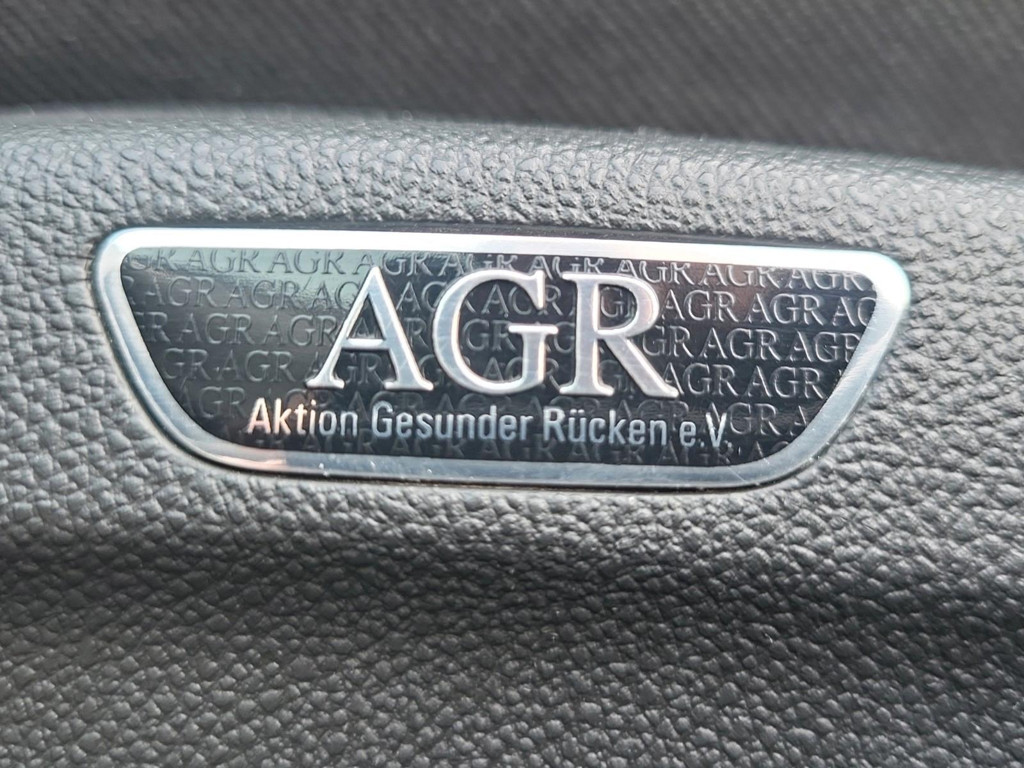 AGR
Aktion Gesunder Rücken e.V.